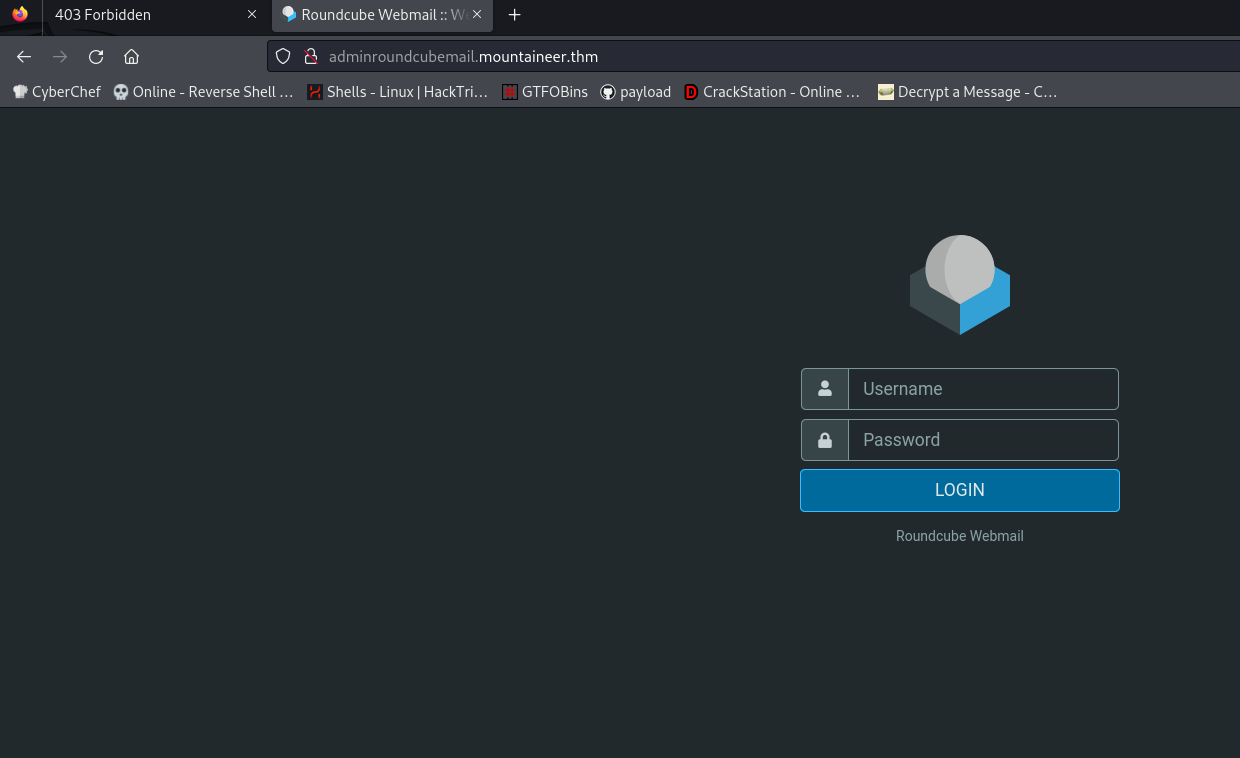 403 Forbidden
Roundcube Webmail :: We
adminroundcubemail.mountaineer.thm
CyberChef
Online - Reverse Shell ...
Shells - Linux | HackTri...
GTFOBins
payload
CrackStation - Online ...
Decrypt a Message - C...
Username
Password
LOGIN
Roundcube Webmail